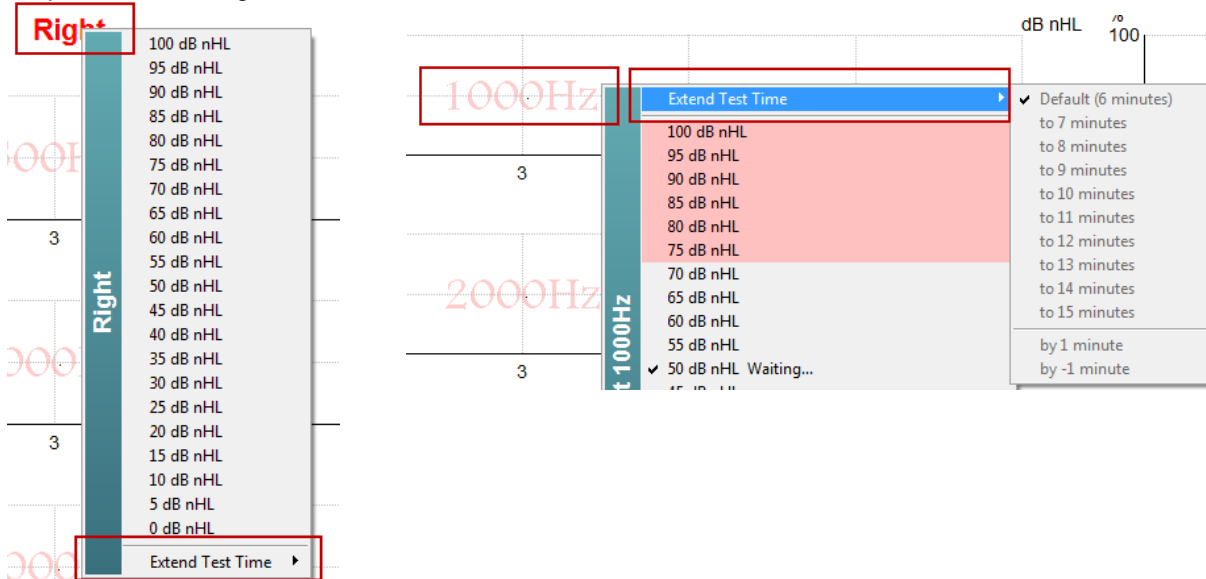 Right
100 dB nHL
95 dB nHL
90 dB nHL
85 dB nHL
80 dB nHL
75 dB nHL
70 dB nHL
65 dB nHL
60 dB nHL
55 dB nHL
50 dB nHL
45 dB nHL
40 dB nHL
35 dB nHL
30 dB nHL
25 dB nHL
20 dB nHL
15 dB nHL
10 dB nHL
5 dB nHL
0 dB nHL
Extend Test Time
Right
3
3
dB nHL
%
100
1000Hz
3
2000Hz
3
1000Hz
Extend Test Time
100 dB nHL
95 dB nHL
90 dB nHL
85 dB nHL
80 dB nHL
75 dB nHL
70 dB nHL
65 dB nHL
60 dB nHL
55 dB nHL
50 dB nHL Waiting...
Default (6 minutes)
to 7 minutes
to 8 minutes
to 9 minutes
to 10 minutes
to 11 minutes
to 12 minutes
to 13 minutes
to 14 minutes
to 15 minutes
by 1 minute
by -1 minute